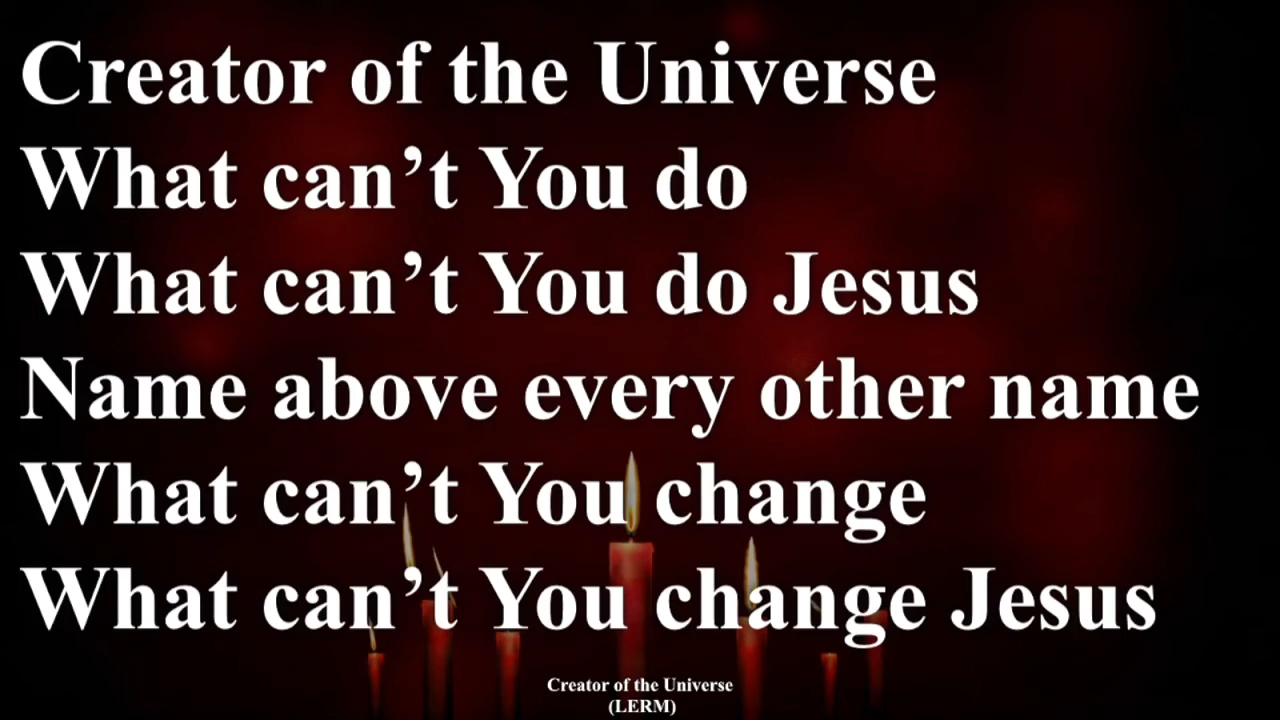 Creator of the Universe
What can’t You do
What can’t You do Jesus
Name above every other name
What can’t You change
What can’t You change Jesus
Creator of the Universe
(LERM)